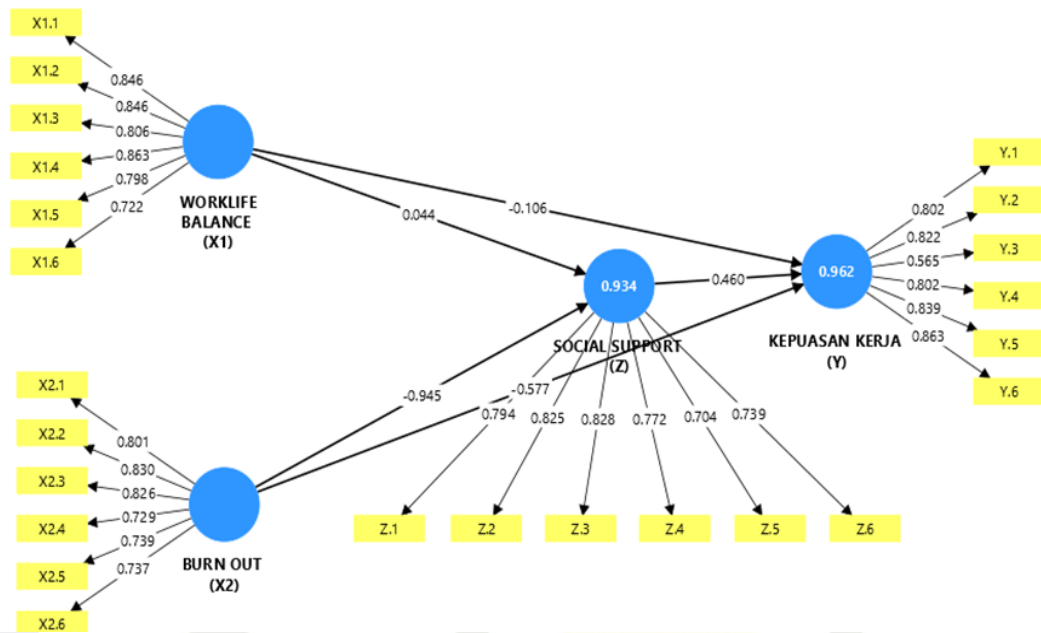 X1.1
X1.2
X1.3
X1.4
X1.5
X1.6
0.846
0.846
0.806
0.863
0.798
0.722
WORKLIFE
BALANCE
(X1)
0.044
-0.106
0.934
SOCIAL SUPPORT
(Z)
0.460
0.962
KEPUASAN KERJA
(Y)
0.802
0.822
0.565
0.802
0.839
0.863
Y.1
Y.2
Y.3
Y.4
Y.5
Y.6
X2.1
X2.2
X2.3
X2.4
X2.5
X2.6
0.801
0.830
0.826
0.729
0.739
0.737
BURN OUT
(X2)
-0.945
-0.577
0.794
0.825
0.828
0.772
0.704
0.739
Z.1
Z.2
Z.3
Z.4
Z.5
Z.6